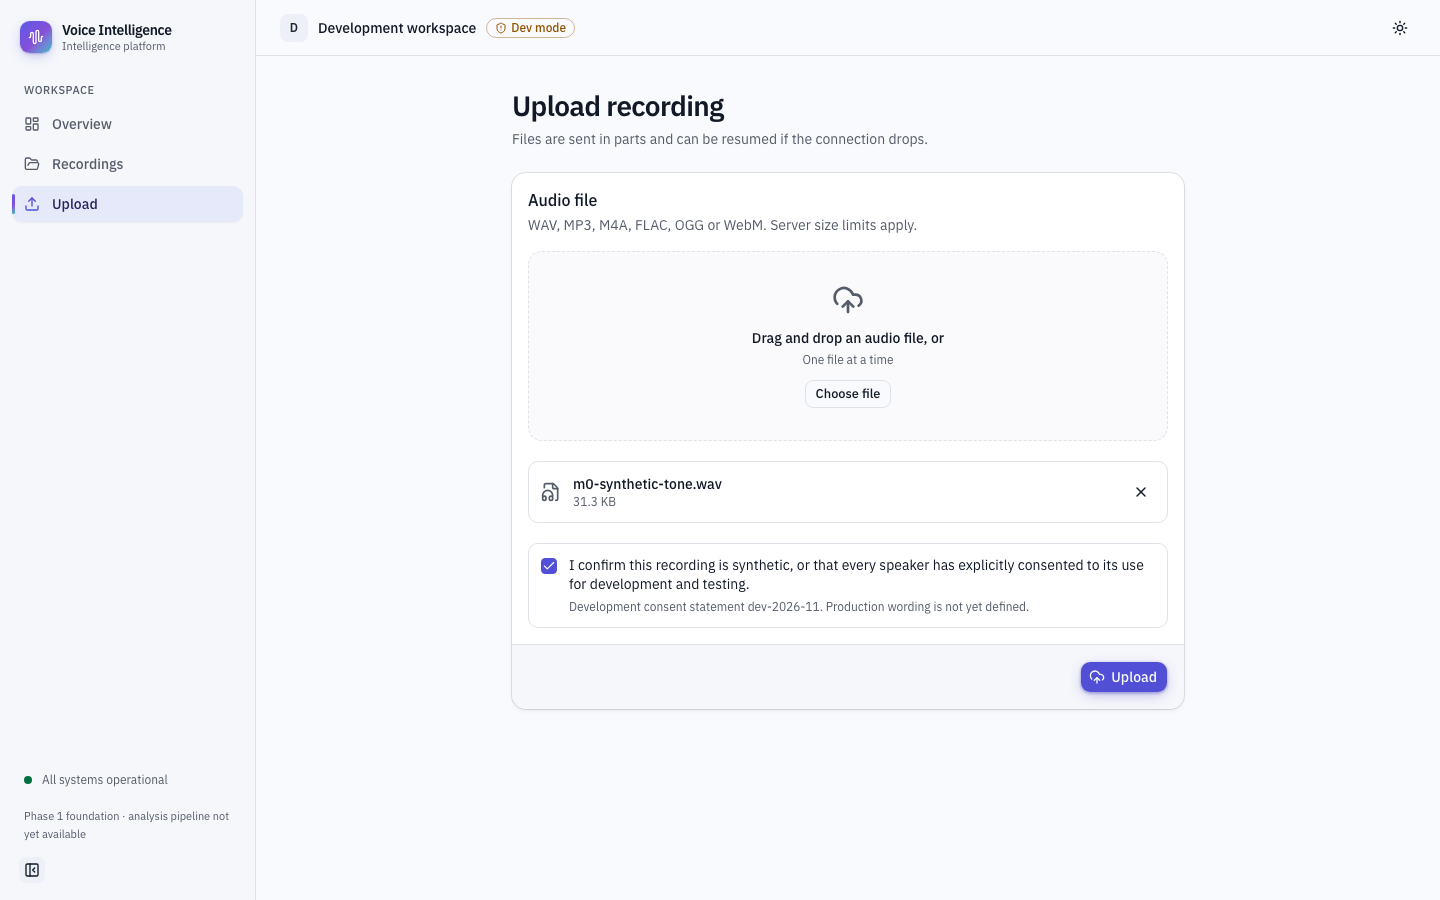 Voice Intelligence
Intelligence platform
WORKSPACE
Overview
Recordings
Upload
All systems operational
Phase 1 foundation · analysis pipeline not
yet available
D
Development workspace
Dev mode
Upload recording
Files are sent in parts and can be resumed if the connection drops.
Audio file
WAV, MP3, M4A, FLAC, OGG or WebM. Server size limits apply.
Drag and drop an audio file, or
One file at a time
Choose file
m0-synthetic-tone.wav
31.3 KB
I confirm this recording is synthetic, or that every speaker has explicitly consented to its use
for development and testing.
Development consent statement dev-2026-11. Production wording is not yet defined.
Upload